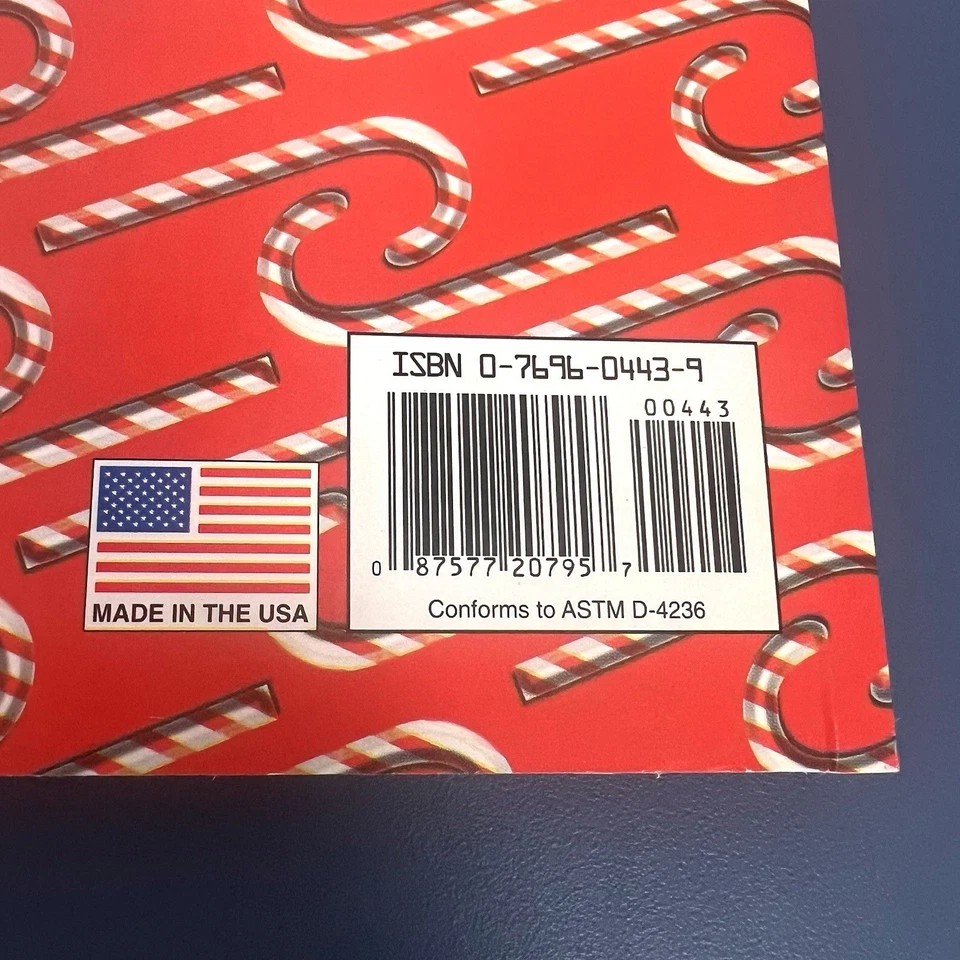 ISBN 0-7696-0443-9
00443
0 87577 20795 7
Conforms to ASTM D-4236
MADE IN THE USA